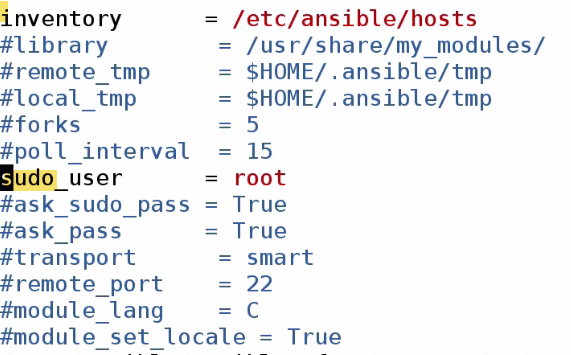 inventory = /etc/ansible/hosts
#library = /usr/share/my_modules/
#remote_tmp = $HOME/.ansible/tmp
#local_tmp = $HOME/.ansible/tmp
#forks = 5
#poll_interval = 15
sudo_user = root
#ask_sudo_pass = True
#ask_pass = True
#transport = smart
#remote_port = 22
#module_lang = C
#module_set_locale = True